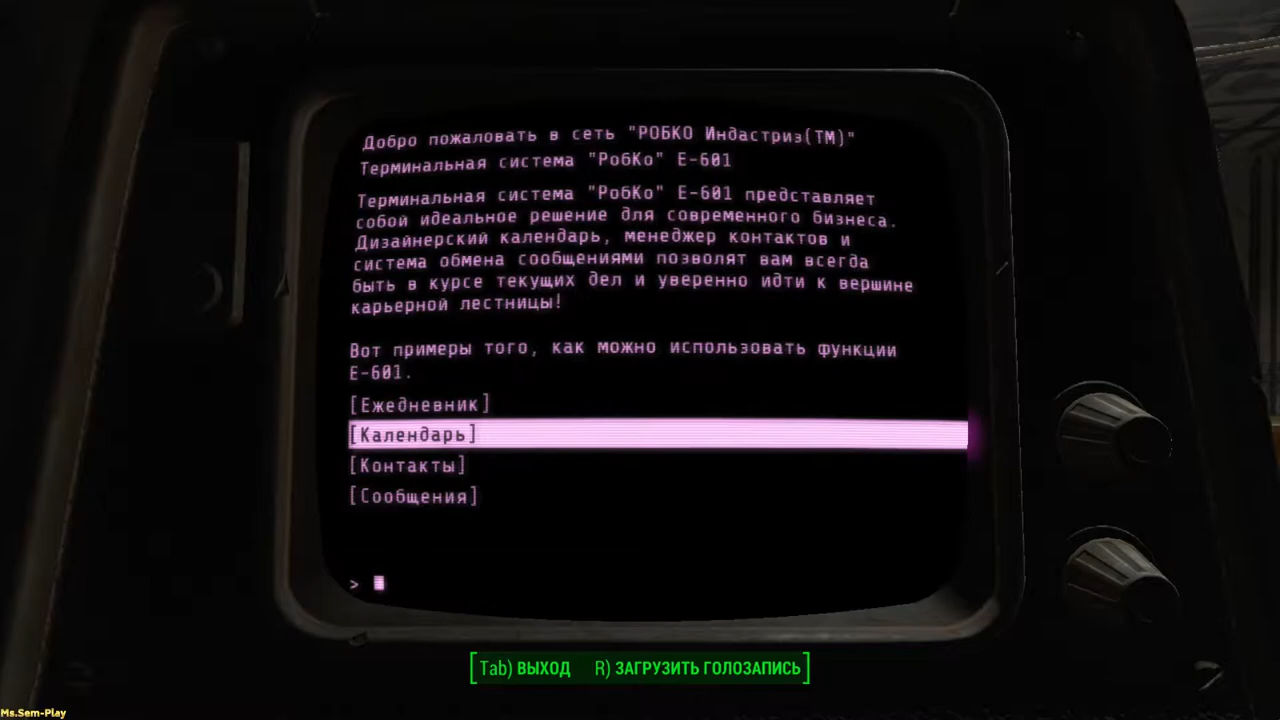 Добро пожаловать в сеть "РОБКО Индастриз(ТМ)"
Терминальная система "РобКо" Е-601
Терминальная система "РобКо" Е-601 представляет
собой идеальное решение для современного бизнеса.
Дизайнерский календарь, менеджер контактов и
система обмена сообщениями позволят вам всегда
быть в курсе текущих дел и уверенно идти к вершине
карьерной лестницы!
Вот примеры того, как можно использовать функции
Е-601.
[Ежедневник]
[Календарь]
[Контакты]
[Сообщения]
>
Tab) ВЫХОД R) ЗАГРУЗИТЬ ГОЛОЗАПИСЬ
Ms.Sem-Play